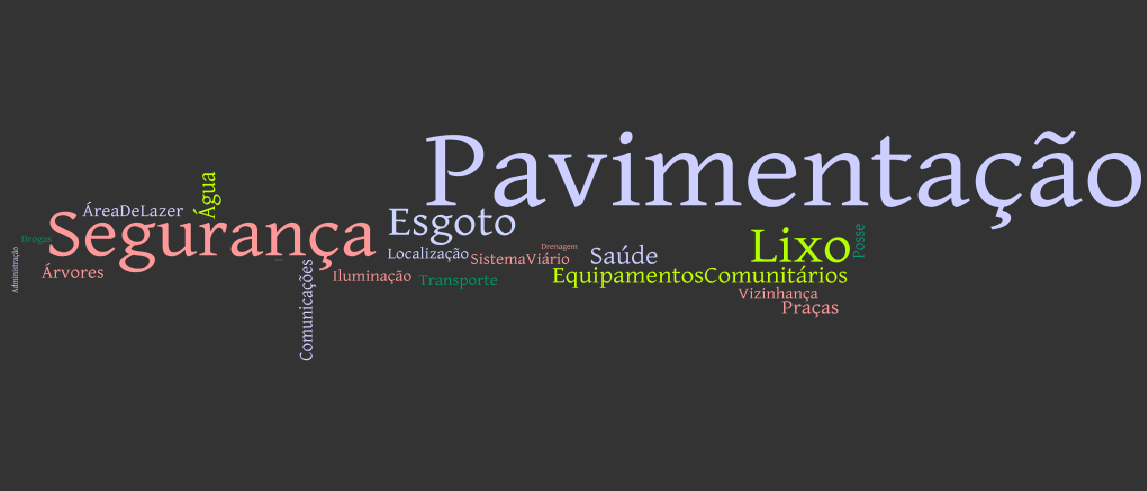 Pavimentação
Água
ÁreaDeLazer
Segurança
Esgoto
Lixo
Posse
Drogas
Administração
Árvores
Comunicações
Iluminação
Localização
SistemaViário
Drenagem
Saúde
Transporte
EquipamentosComunitários
Vizinhança
Praças